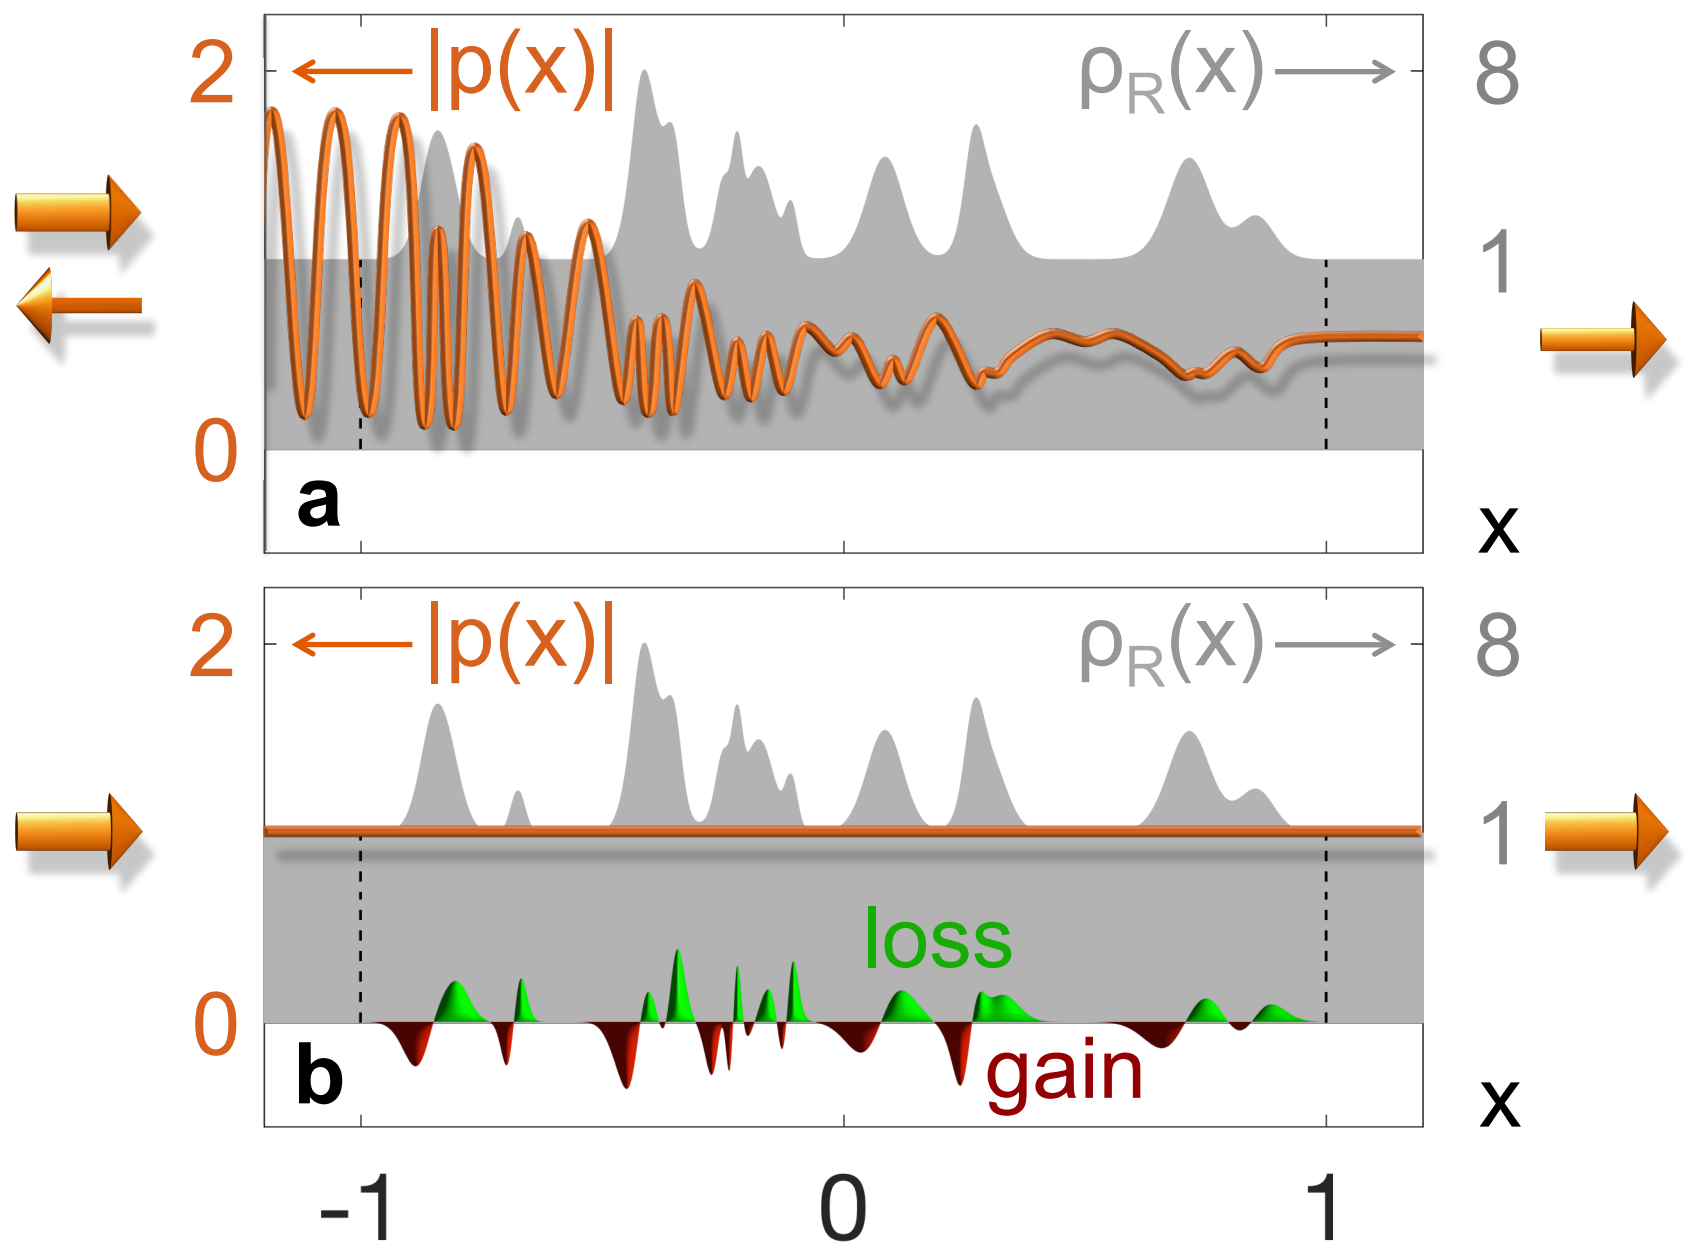 2 |p(x)| ρR(x) 8
1
0
a
x
2 |p(x)| ρR(x) 8
1
loss
0
gain
b
x
-1 0 1